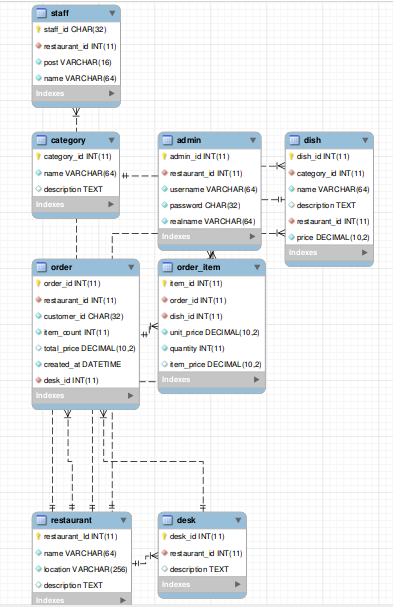 staff
staff_id CHAR(32)
restaurant_id INT(11)
post VARCHAR(16)
name VARCHAR(64)
Indexes
category
category_id INT(11)
name VARCHAR(64)
description TEXT
Indexes
admin
admin_id INT(11)
restaurant_id INT(11)
username VARCHAR(64)
password CHAR(32)
realname VARCHAR(64)
Indexes
dish
dish_id INT(11)
category_id INT(11)
name VARCHAR(64)
description TEXT
restaurant_id INT(11)
price DECIMAL(10,2)
Indexes
order
order_id INT(11)
restaurant_id INT(11)
customer_id CHAR(32)
item_count INT(11)
total_price DECIMAL(10,2)
created_at DATETIME
desk_id INT(11)
Indexes
order_item
item_id INT(11)
order_id INT(11)
dish_id INT(11)
unit_price DECIMAL(10,2)
quantity INT(11)
item_price DECIMAL(10,2)
Indexes
restaurant
restaurant_id INT(11)
name VARCHAR(64)
location VARCHAR(256)
description TEXT
Indexes
desk
desk_id INT(11)
restaurant_id INT(11)
description TEXT
Indexes